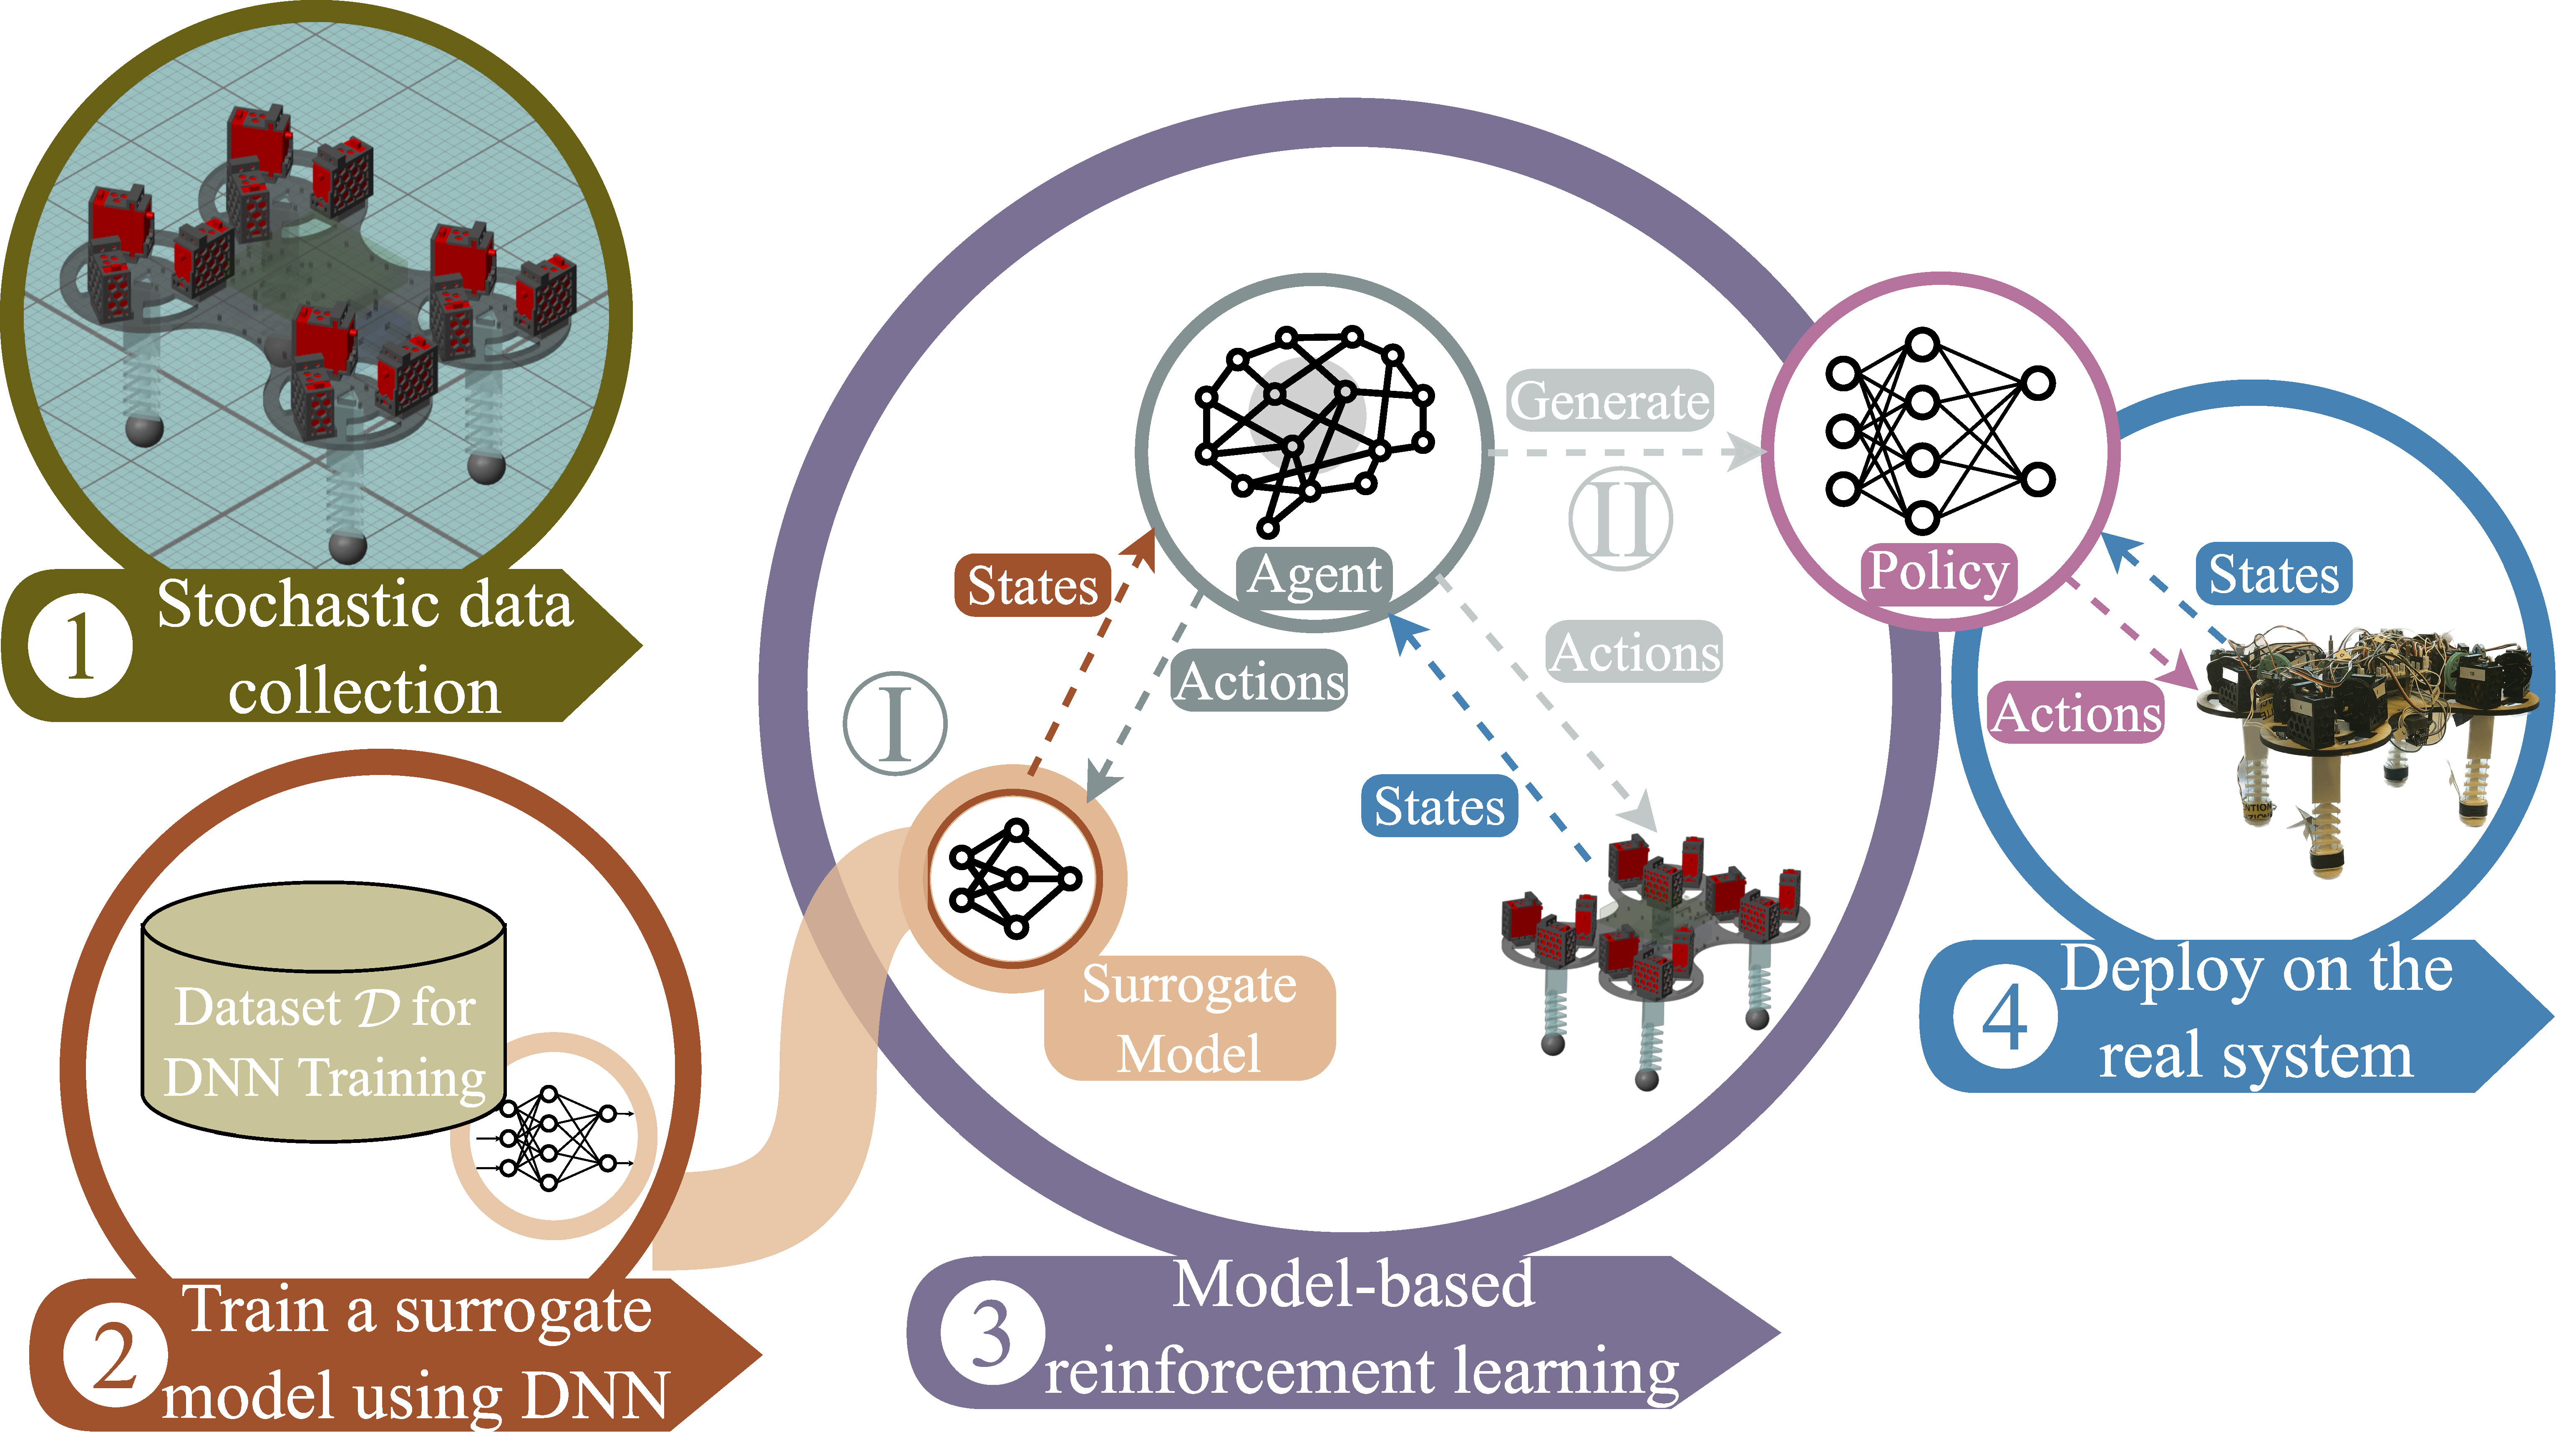 1
Stochastic data
collection
Dataset 𝒟 for
DNN Training
2
Train a surrogate
model using DNN
I
States
Actions
Agent
Generate
II
Actions
States
Surrogate
Model
3
Model-based
reinforcement learning
Policy
States
Actions
4
Deploy on the
real system